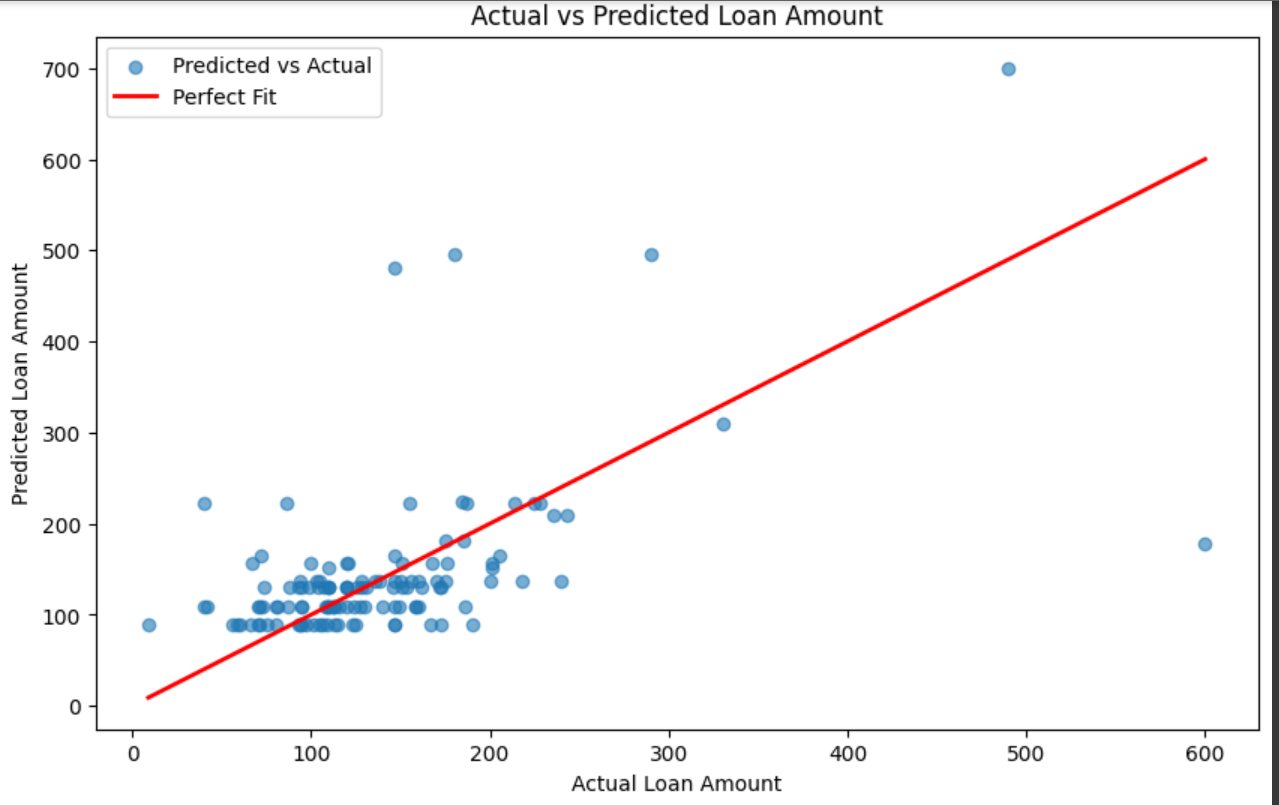 Actual vs Predicted Loan Amount
Predicted vs Actual
Perfect Fit
700
600
500
400
300
200
100
0
Predicted Loan Amount
0 100 200 300 400 500 600
Actual Loan Amount